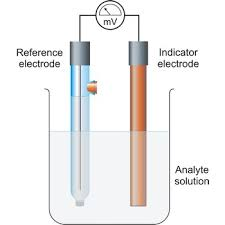 mV
Reference
electrode
Indicator
electrode
Analyte
solution